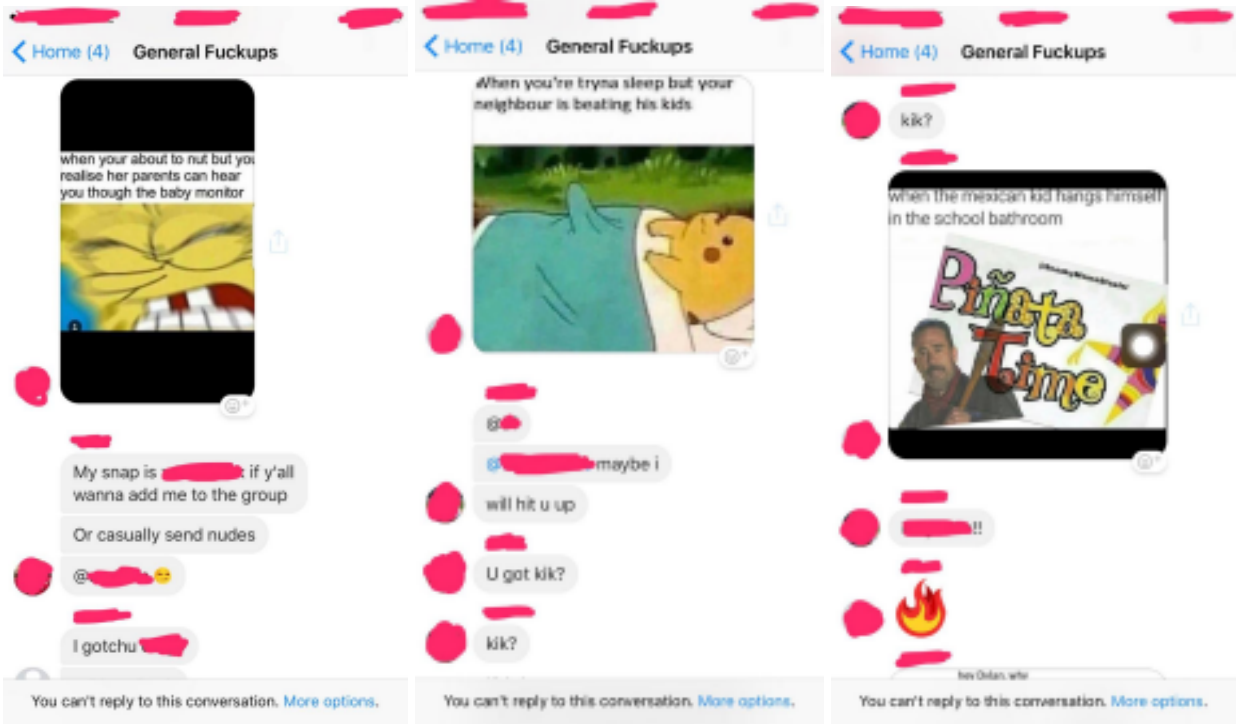 Home (4)
General Fuckups
when your about to nut but you
realise her parents can hear
you though the baby monitor
My snap is
if y'all
wanna add me to the group
Or casually send nudes
@
I gotchu
You can't reply to this conversation. More options.
Home (4)
General Fuckups
When you're tryna sleep but your
neighbour is beating his kids
@
@
maybe i
will hit u up
U got kik?
kik?
You can't reply to this conversation. More options.
Home (4)
General Fuckups
kik?
when the mexican kid hangs himself
in the school bathroom
Piñata
Time
!!
hey Dolan, why
You can't reply to this conversation. More options.